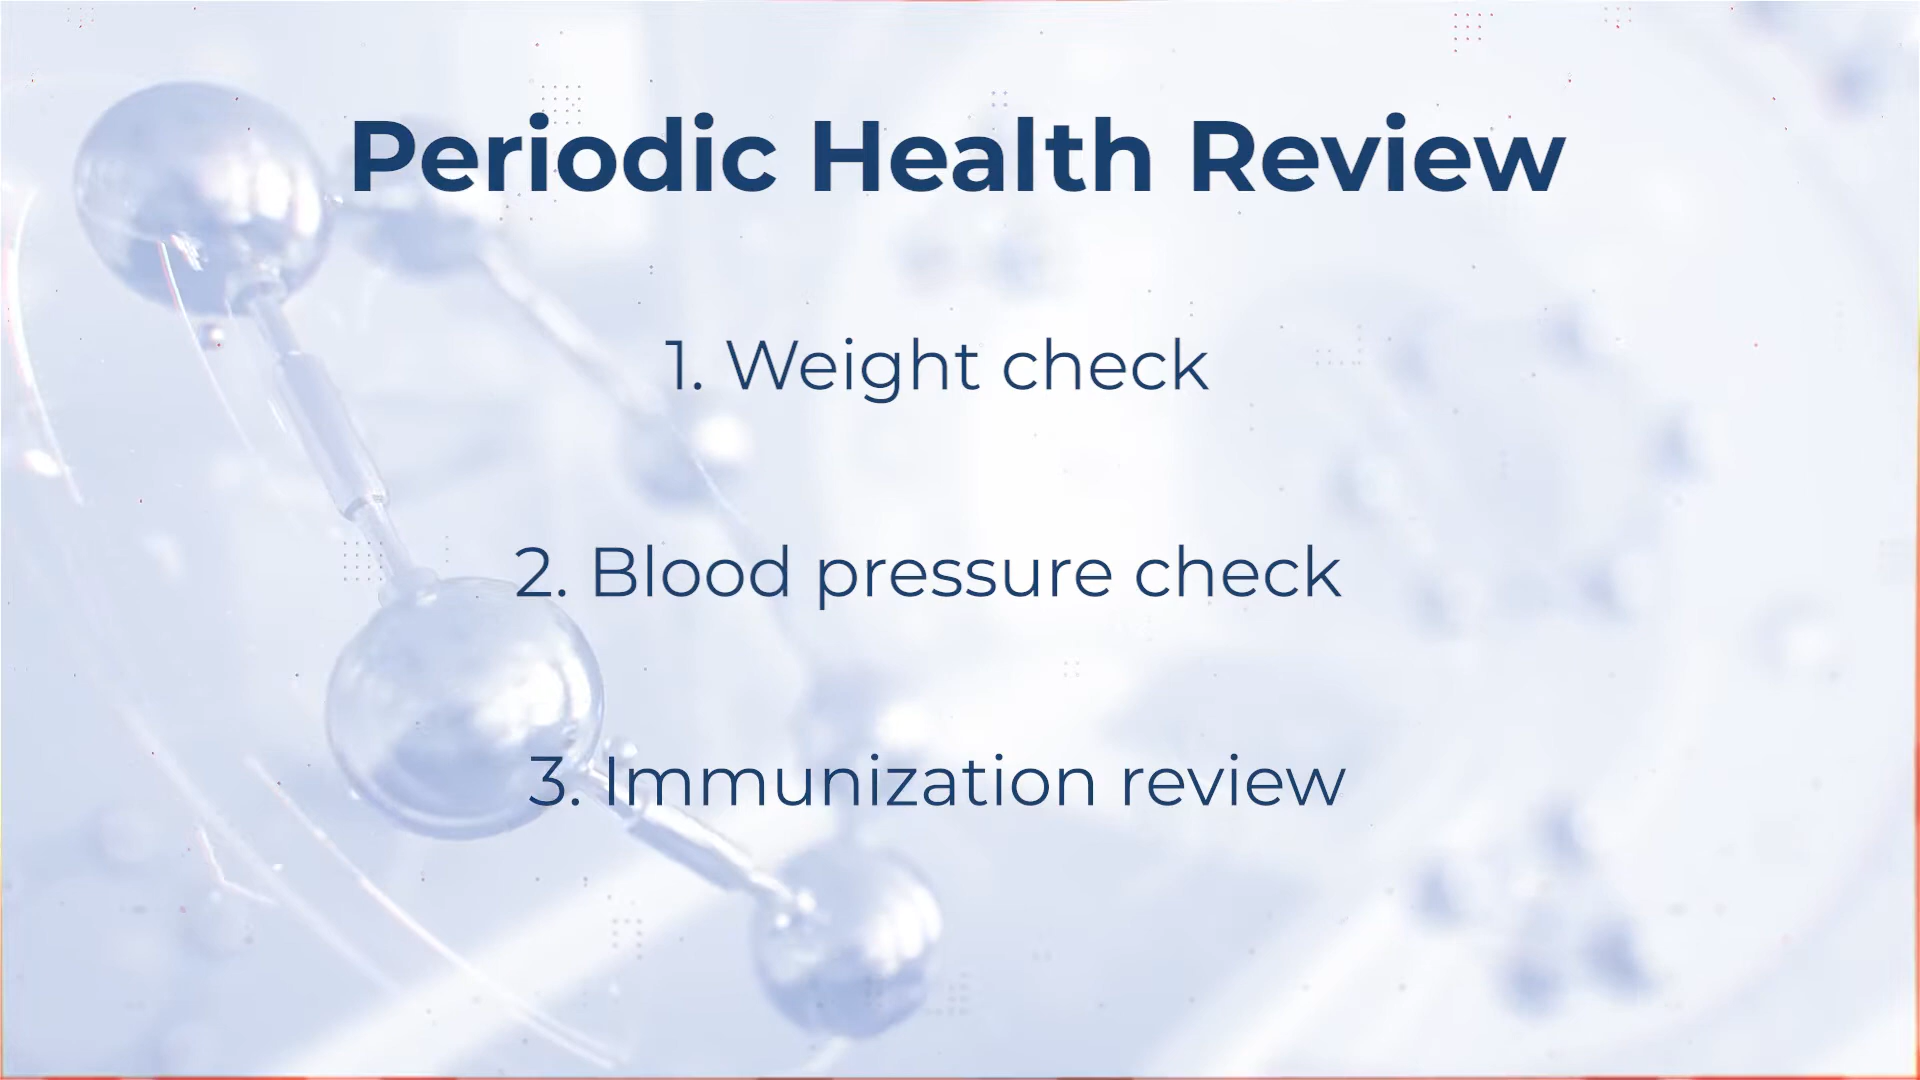 Periodic Health Review
1. Weight check
2. Blood pressure check
3. Immunization review